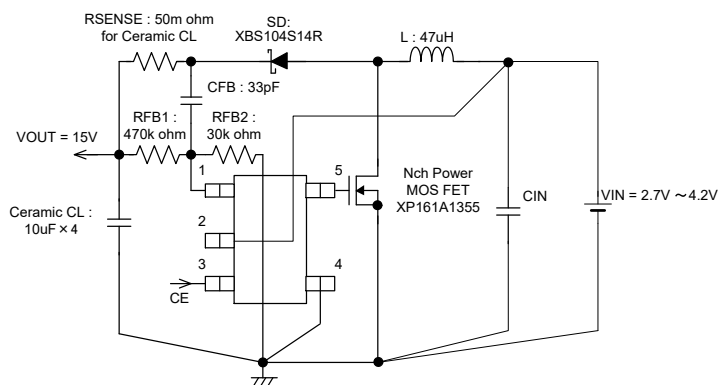 RSENSE : 50m ohm
for Ceramic CL
SD:
XBS104S14R
L : 47uH
CFB : 33pF
RFB1 :
470k ohm
RFB2 :
30k ohm
VOUT = 15V
1
5
Nch Power
MOS FET
XP161A1355
CIN
VIN = 2.7V ～4.2V
Ceramic CL :
10uF × 4
2
3
4
CE